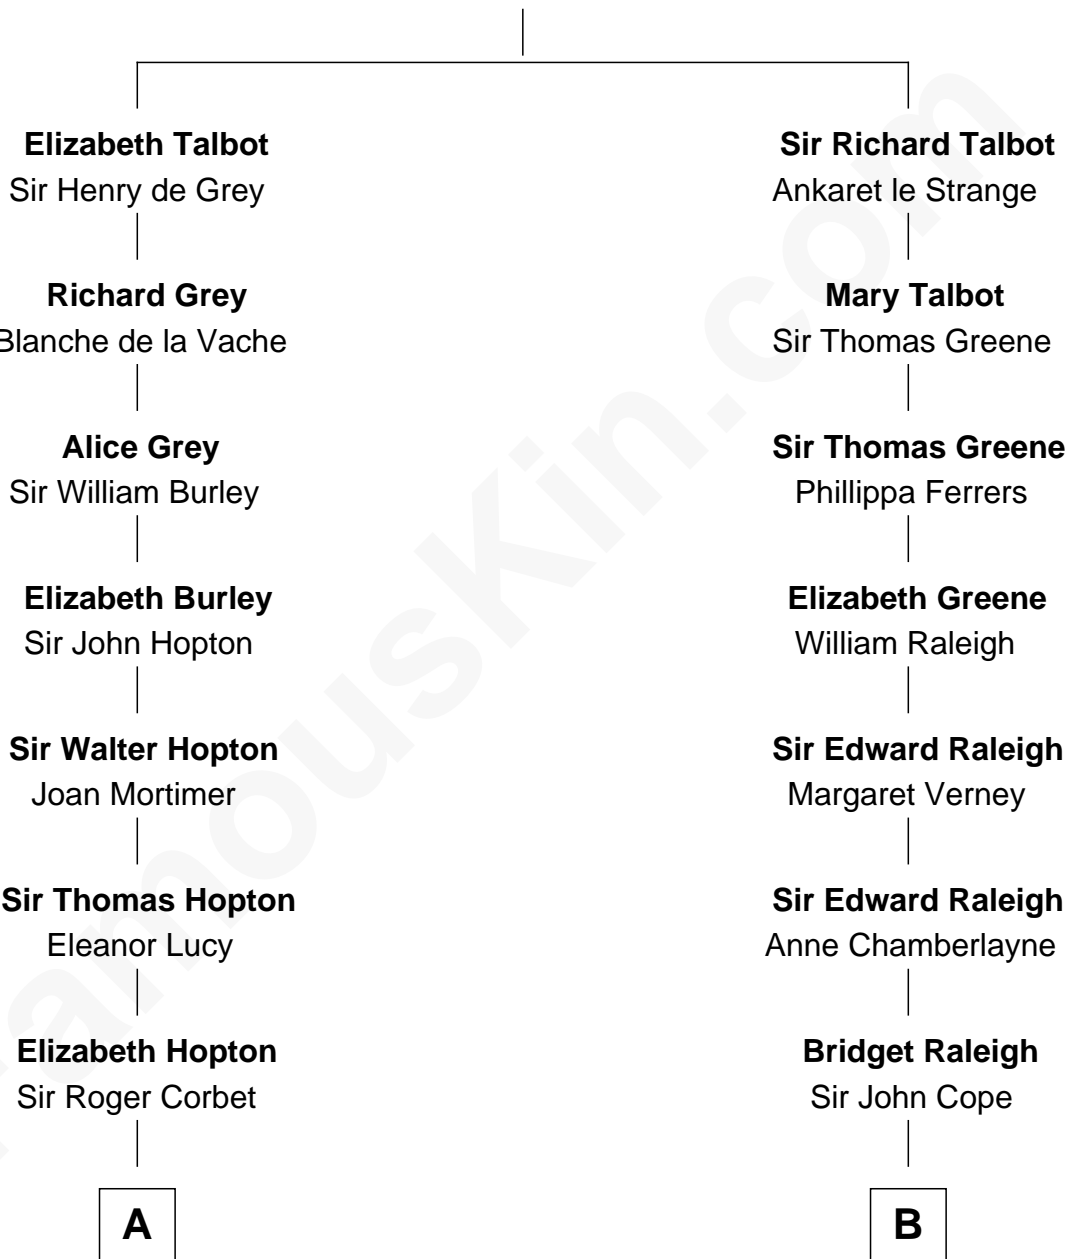 Elizabeth Talbot
Sir Henry de Grey
Richard Grey
Blanche de la Vache
Alice Grey
Sir William Burley
Elizabeth Burley
Sir John Hopton
Sir Walter Hopton
Joan Mortimer
Sir Thomas Hopton
Eleanor Lucy
Elizabeth Hopton
Sir Roger Corbet
A
Sir Richard Talbot
Ankaret le Strange
Mary Talbot
Sir Thomas Greene
Sir Thomas Greene
Phillippa Ferrers
Elizabeth Greene
William Raleigh
Sir Edward Raleigh
Margaret Verney
Sir Edward Raleigh
Anne Chamberlayne
Bridget Raleigh
Sir John Cope
B
FamousKin.com